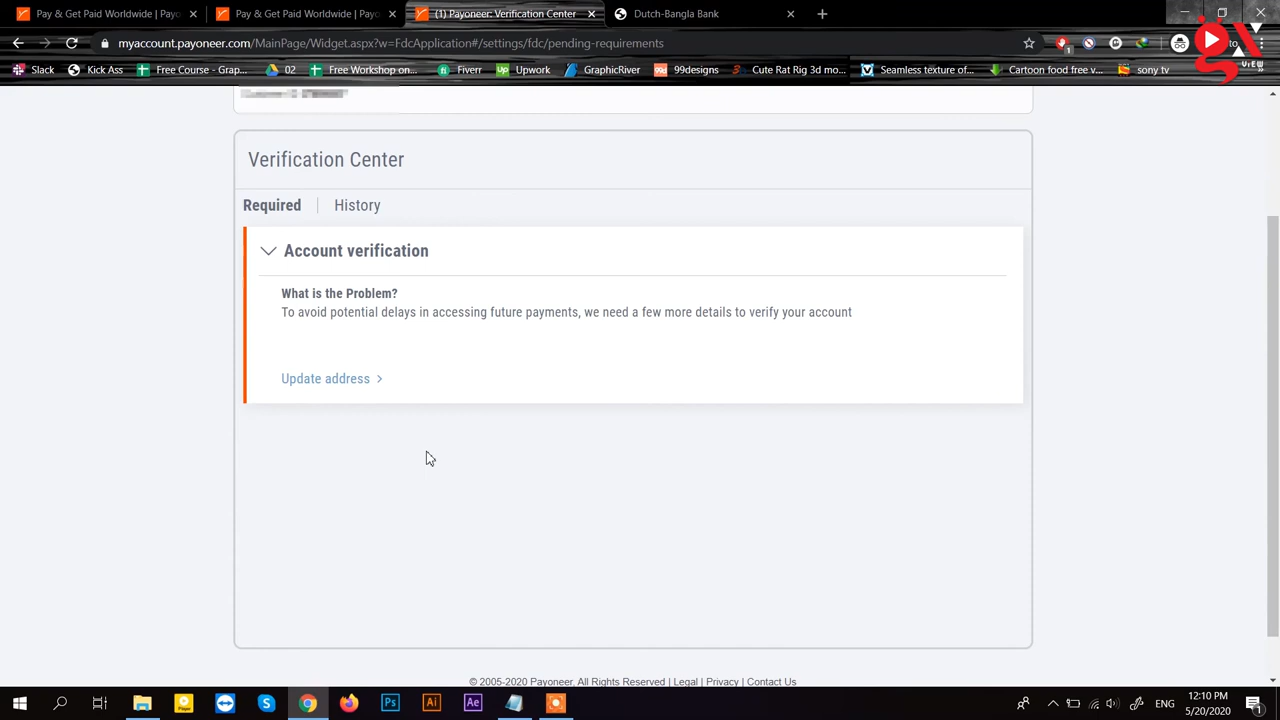 Pay & Get Paid Worldwide | Payo
Pay & Get Paid Worldwide | Payo
(1) Payoneer Verification Center
Dutch-Bangla Bank
myaccount.payoneer.com/MainPage/Widget.aspx?w=FdcApplication#/settings/fdc/pending-requirements
Slack
Kick Ass
Free Course - Grap...
02
Free Workshop on...
Fiverr
Upwork
GraphicRiver
99designs
Cute Rat Rig 3d mo...
Seamless texture of...
Cartoon food free v...
sony tv
VIEW
Verification Center
Required
History
Account verification
What is the Problem?
To avoid potential delays in accessing future payments, we need a few more details to verify your account
Update address >
© 2005-2020 Payoneer, All Rights Reserved | Legal | Privacy | Contact Us
ENG
12:10 PM
5/20/2020